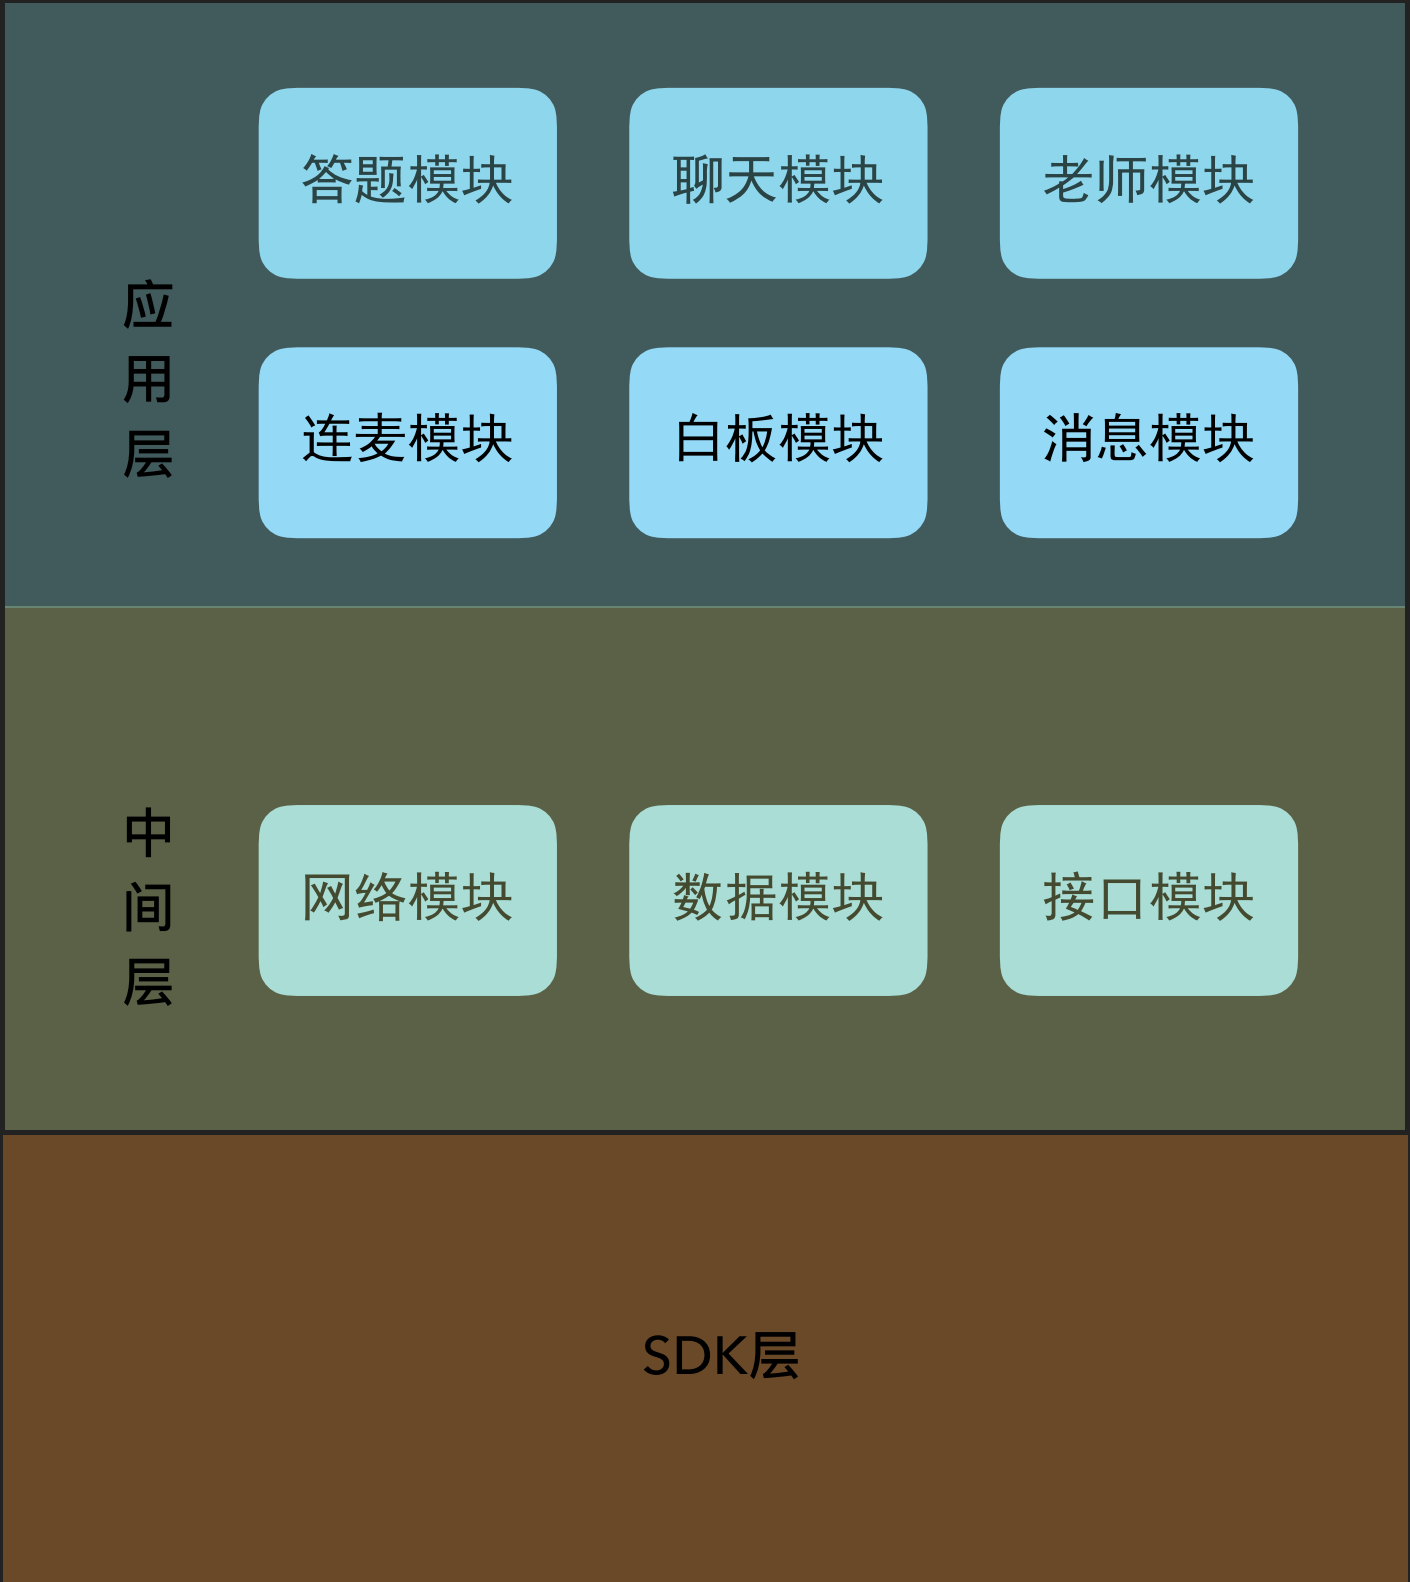 答题模块
聊天模块
老师模块
应用层
连麦模块
白板模块
消息模块
中间层
网络模块
数据模块
接口模块
SDK层